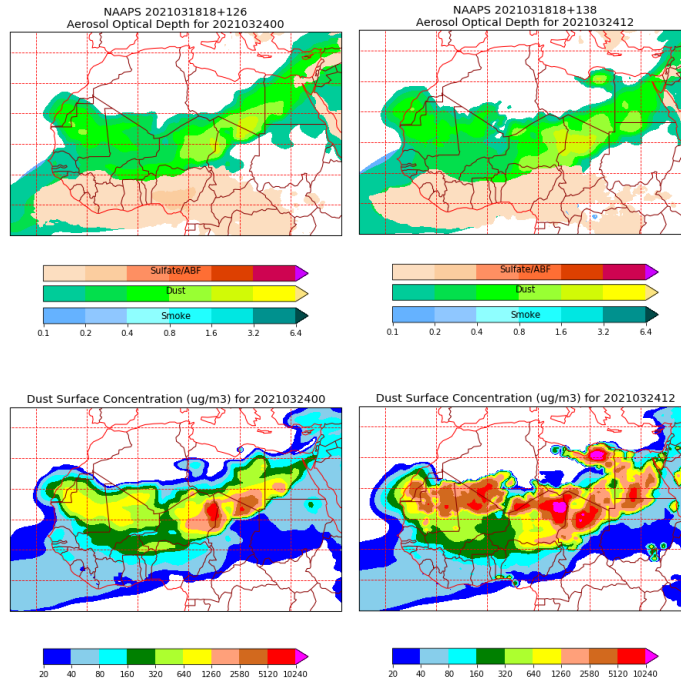 NAAPS 2021031818+126
Aerosol Optical Depth for 2021032400
NAAPS 2021031818+138
Aerosol Optical Depth for 2021032412
Sulfate/ABF
Dust
Smoke
0.1 0.2 0.4 0.8 1.6 3.2 6.4
Sulfate/ABF
Dust
Smoke
0.1 0.2 0.4 0.8 1.6 3.2 6.4
Dust Surface Concentration (ug/m3) for 2021032400
Dust Surface Concentration (ug/m3) for 2021032412
20 40 80 160 320 640 1260 2580 5120 10240
20 40 80 160 320 640 1260 2580 5120 10240